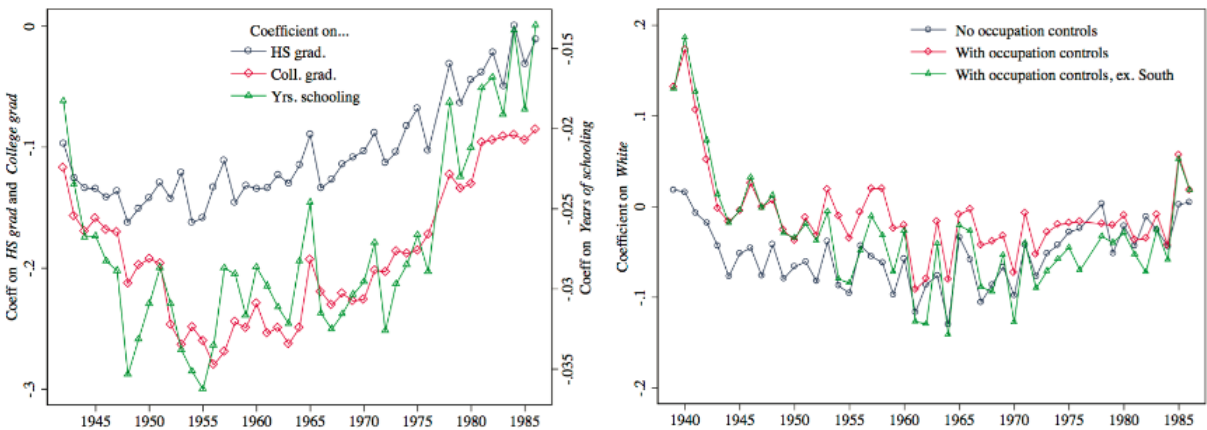 Coefficient on...
HS grad.
Coll. grad.
Yrs. schooling
Coeff on HS grad and College grad
0
-.1
-.2
-.3
Coeff on Years of schooling
-.015
-.02
-.025
-.03
-.035
1945 1950 1955 1960 1965 1970 1975 1980 1985
No occupation controls
With occupation controls
With occupation controls, ex. South
Coefficient on White
.2
.1
0
-.1
-.2
1940 1945 1950 1955 1960 1965 1970 1975 1980 1985